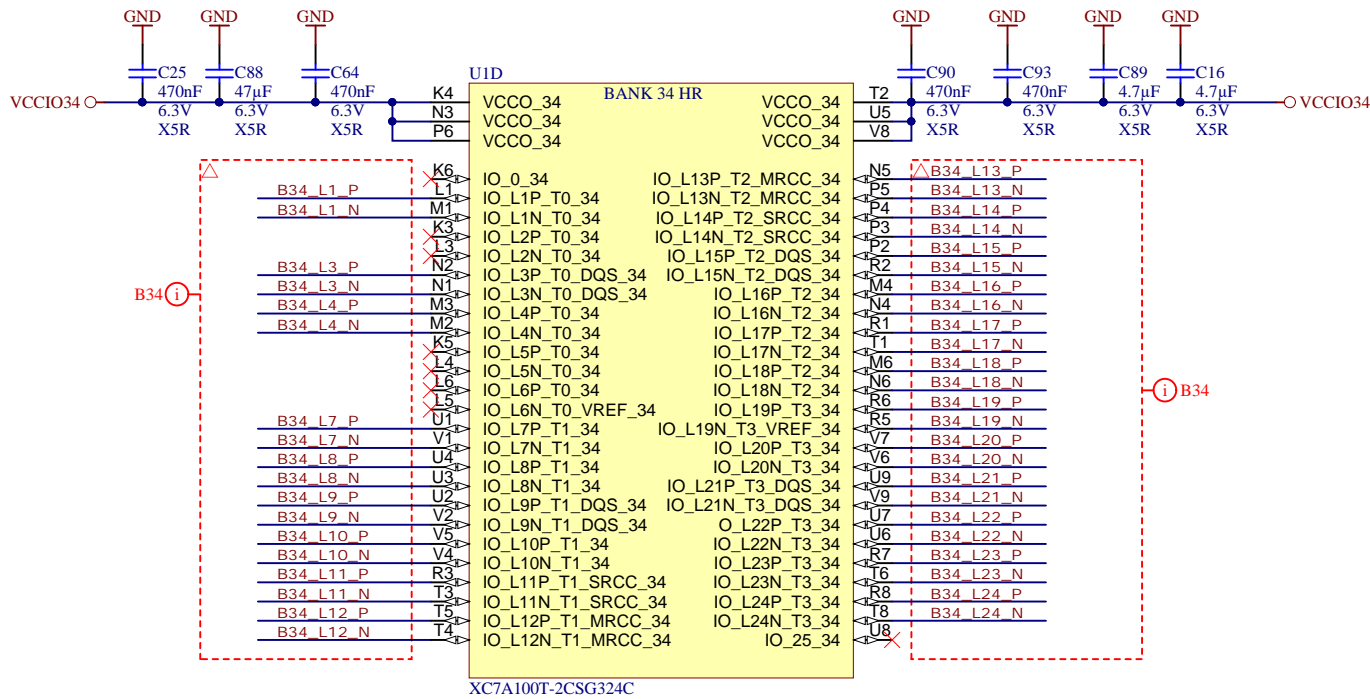 GND GND GND GND GND GND GND
C25 C88 C64 U1D C90 C93 C89 C16
470nF 47µF 470nF BANK 34 HR 470nF 470nF 4.7µF 4.7µF
VCCIO34 6.3V 6.3V 6.3V K4 VCCO_34 VCCO_34 T2 6.3V 6.3V 6.3V 6.3V VCCIO34
X5R X5R X5R N3 VCCO_34 VCCO_34 U5 X5R X5R X5R X5R
P6 VCCO_34 VCCO_34 V8
K6 IO_0_34 IO_L13P_T2_MRCC_34 N5 B34_L13_P
B34_L1_P L1 IO_L1P_T0_34 IO_L13N_T2_MRCC_34 P5 B34_L13_N
B34_L1_N M1 IO_L1N_T0_34 IO_L14P_T2_SRCC_34 P4 B34_L14_P
K3 IO_L2P_T0_34 IO_L14N_T2_SRCC_34 P3 B34_L14_N
L3 IO_L2N_T0_34 IO_L15P_T2_DQS_34 P2 B34_L15_P
B34_L3_P N2 IO_L3P_T0_DQS_34 IO_L15N_T2_DQS_34 R2 B34_L15_N
B34_L3_N N1 IO_L3N_T0_DQS_34 IO_L16P_T2_34 M4 B34_L16_P
B34 i B34_L4_P M3 IO_L4P_T0_34 IO_L16N_T2_34 N4 B34_L16_N
B34_L4_N M2 IO_L4N_T0_34 IO_L17P_T2_34 R1 B34_L17_P
K5 IO_L5P_T0_34 IO_L17N_T2_34 T1 B34_L17_N
L4 IO_L5N_T0_34 IO_L18P_T2_34 M6 B34_L18_P
L6 IO_L6P_T0_34 IO_L18N_T2_34 N6 B34_L18_N i B34
L5 IO_L6N_T0_VREF_34 IO_L19P_T3_34 R6 B34_L19_P
B34_L7_P U1 IO_L7P_T1_34 IO_L19N_T3_VREF_34 R5 B34_L19_N
B34_L7_N V1 IO_L7N_T1_34 IO_L20P_T3_34 V7 B34_L20_P
B34_L8_P U4 IO_L8P_T1_34 IO_L20N_T3_34 V6 B34_L20_N
B34_L8_N U3 IO_L8N_T1_34 IO_L21P_T3_DQS_34 U9 B34_L21_P
B34_L9_P U2 IO_L9P_T1_DQS_34 IO_L21N_T3_DQS_34 V9 B34_L21_N
B34_L9_N V2 IO_L9N_T1_DQS_34 O_L22P_T3_34 U7 B34_L22_P
B34_L10_P V5 IO_L10P_T1_34 IO_L22N_T3_34 U6 B34_L22_N
B34_L10_N V4 IO_L10N_T1_34 IO_L23P_T3_34 R7 B34_L23_P
B34_L11_P R3 IO_L11P_T1_SRCC_34 IO_L23N_T3_34 T6 B34_L23_N
B34_L11_N T3 IO_L11N_T1_SRCC_34 IO_L24P_T3_34 R8 B34_L24_P
B34_L12_P T5 IO_L12P_T1_MRCC_34 IO_L24N_T3_34 T8 B34_L24_N
B34_L12_N T4 IO_L12N_T1_MRCC_34 IO_25_34 U8
XC7A100T-2CSG324C